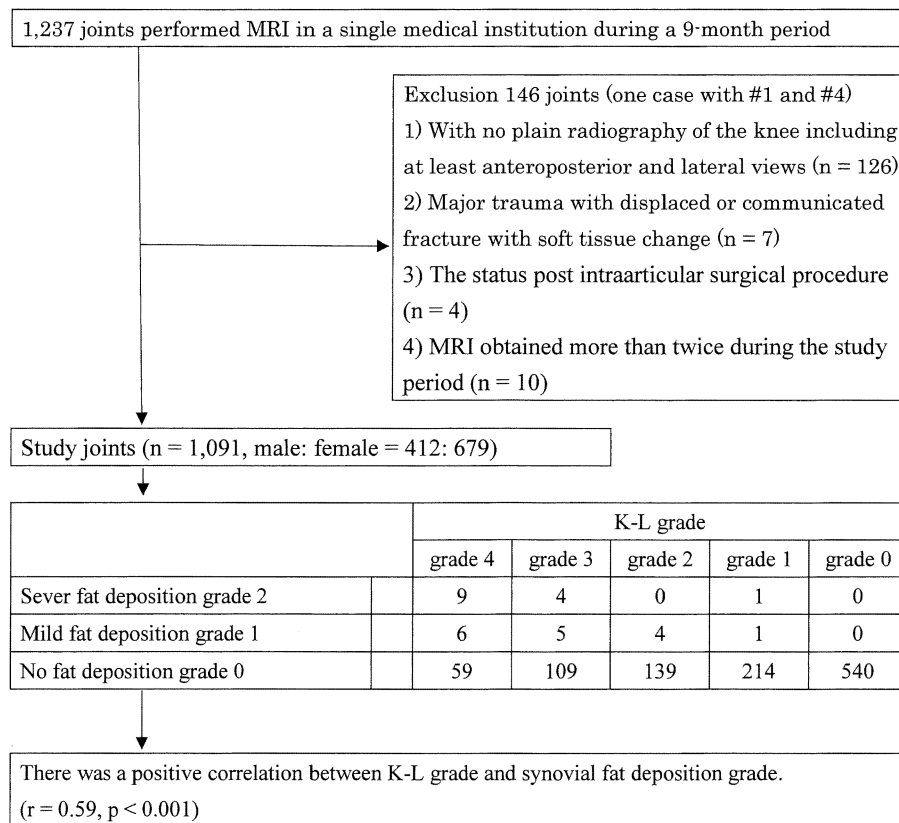 1,237 joints performed MRI in a single medical institution during a 9-month period
Exclusion 146 joints (one case with #1 and #4)
1) With no plain radiography of the knee including
at least anteroposterior and lateral views (n = 126)
2) Major trauma with displaced or communicated
fracture with soft tissue change (n = 7)
3) The status post intraarticular surgical procedure
(n = 4)
4) MRI obtained more than twice during the study
period (n = 10)
Study joints (n = 1,091, male: female = 412: 679)
K-L grade
grade 4 grade 3 grade 2 grade 1 grade 0
Sever fat deposition grade 2 9 4 0 1 0
Mild fat deposition grade 1 6 5 4 1 0
No fat deposition grade 0 59 109 139 214 540
There was a positive correlation between K-L grade and synovial fat deposition grade.
(r = 0.59, p < 0.001)